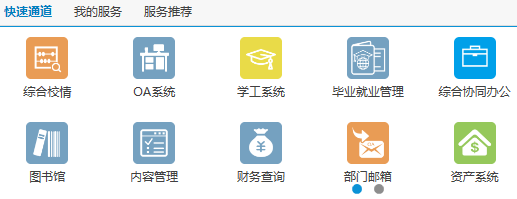 快速通道 我的服务 服务推荐
综合校情 OA系统 学工系统 毕业就业管理 综合协同办公
图书馆 内容管理 财务查询 部门邮箱 资产系统